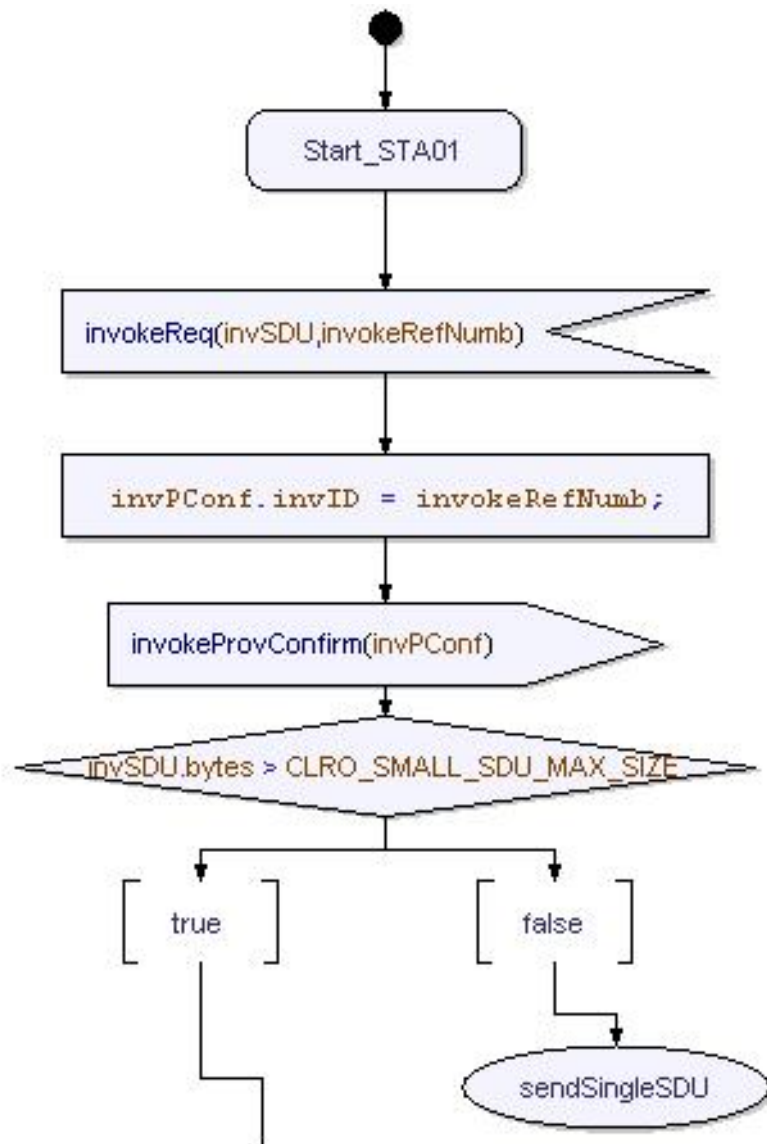 Start_STA01
invokeReq(invSDU,invokeRefNumb)
invPConf.invID = invokeRefNumb;
invokeProvConfirm(invPConf)
invSDU.bytes > CLRO_SMALL_SDU_MAX_SIZE
true
false
sendSingleSDU